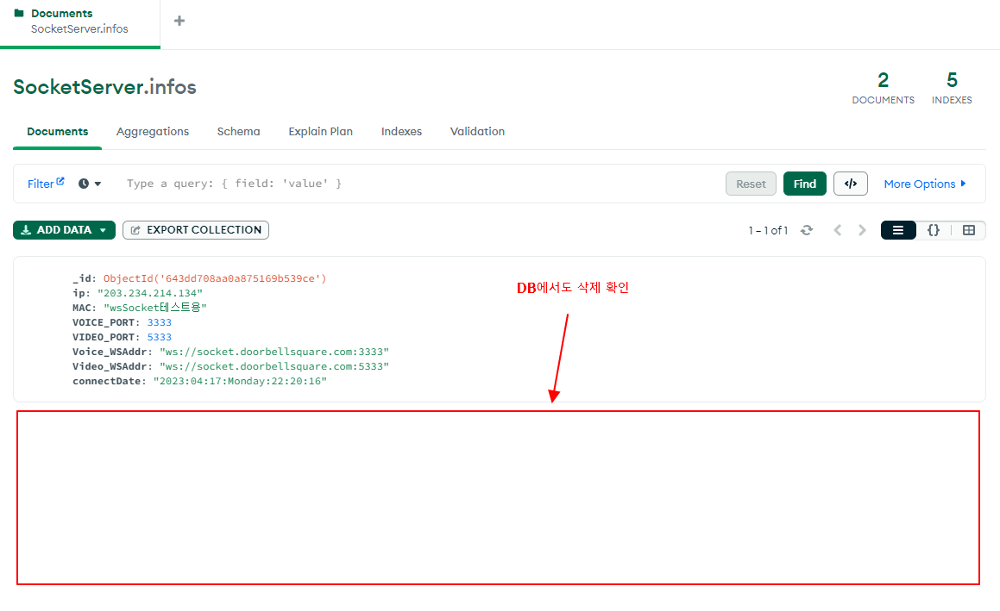 Documents
SocketServer.infos
SocketServer.infos
2
DOCUMENTS
5
INDEXES
Documents
Aggregations
Schema
Explain Plan
Indexes
Validation
Filter
Type a query: { field: 'value' }
Reset
Find
</>
More Options
ADD DATA
EXPORT COLLECTION
1 – 1 of 1
{}
_id: ObjectId('643dd708aa0a875169b539ce')
ip: "203.234.214.134"
MAC: "wsSocket테스트용"
VOICE_PORT: 3333
VIDEO_PORT: 5333
Voice_WSAddr: "ws://socket.doorbellsquare.com:3333"
Video_WSAddr: "ws://socket.doorbellsquare.com:5333"
connectDate: "2023:04:17:Monday:22:20:16"
DB에서도 삭제 확인